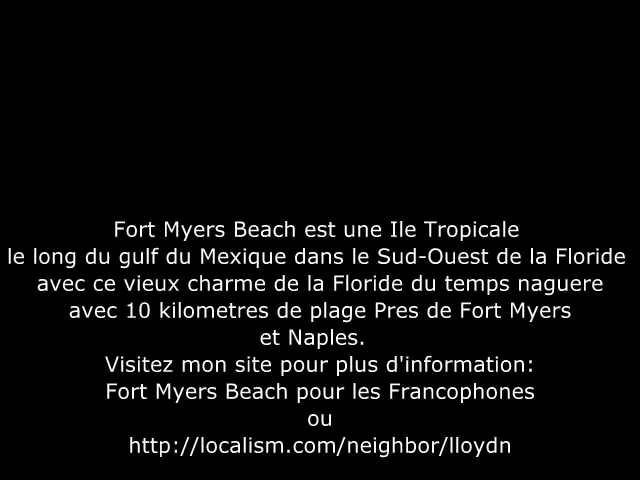 Fort Myers Beach est une Ile Tropicale
le long du gulf du Mexique dans le Sud-Ouest de la Floride
avec ce vieux charme de la Floride du temps naguere
avec 10 kilometres de plage Pres de Fort Myers
et Naples.
Visitez mon site pour plus d'information:
Fort Myers Beach pour les Francophones
ou
http://localism.com/neighbor/lloydn